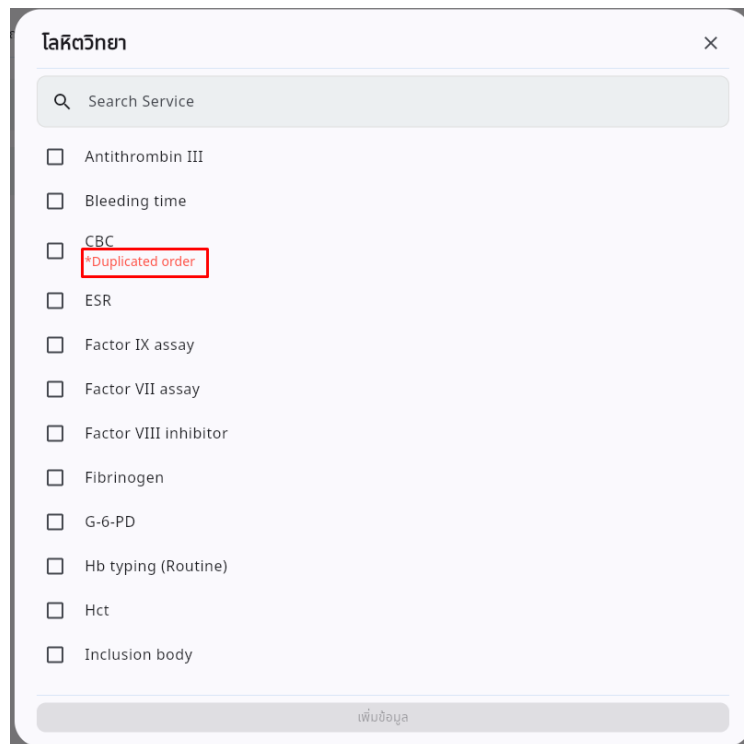 โลหิตวิทยา
Search Service
Antithrombin III
Bleeding time
CBC
*Duplicated order
ESR
Factor IX assay
Factor VII assay
Factor VIII inhibitor
Fibrinogen
G-6-PD
Hb typing (Routine)
Hct
Inclusion body
เพิ่มข้อมูล